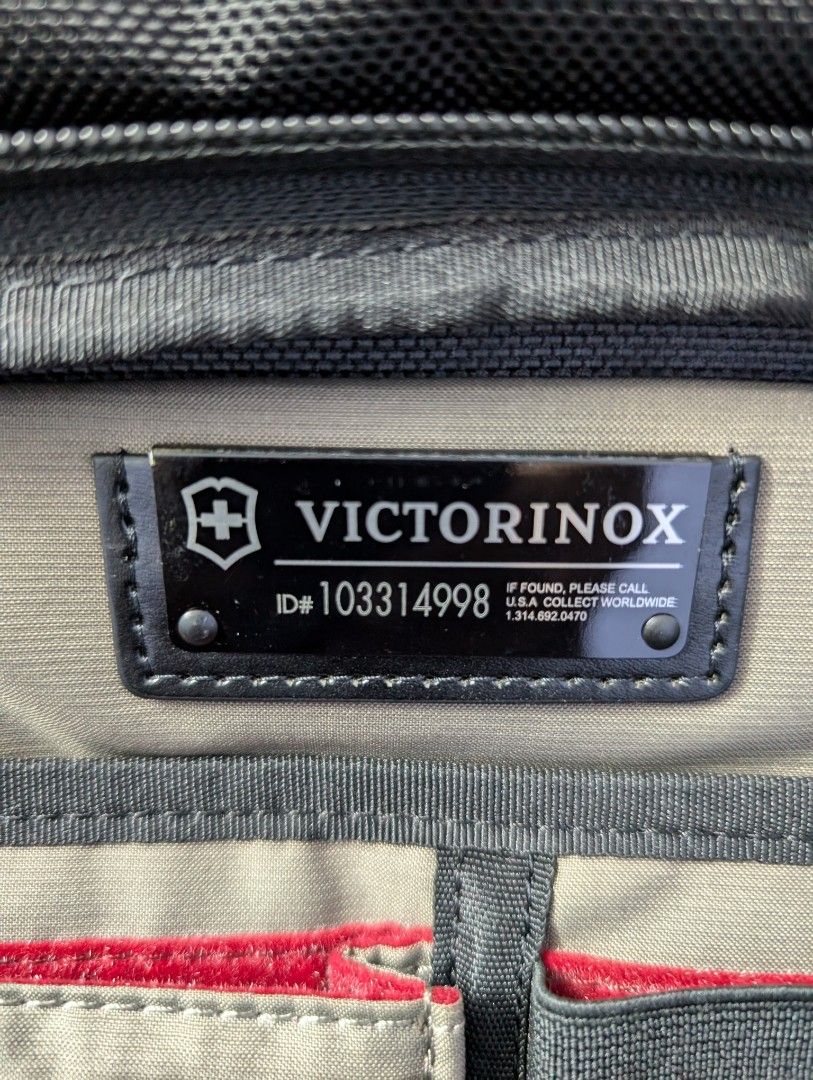 VICTORINOX
ID# 103314998
IF FOUND, PLEASE CALL
U.S.A COLLECT WORLDWIDE:
1.314.692.0470